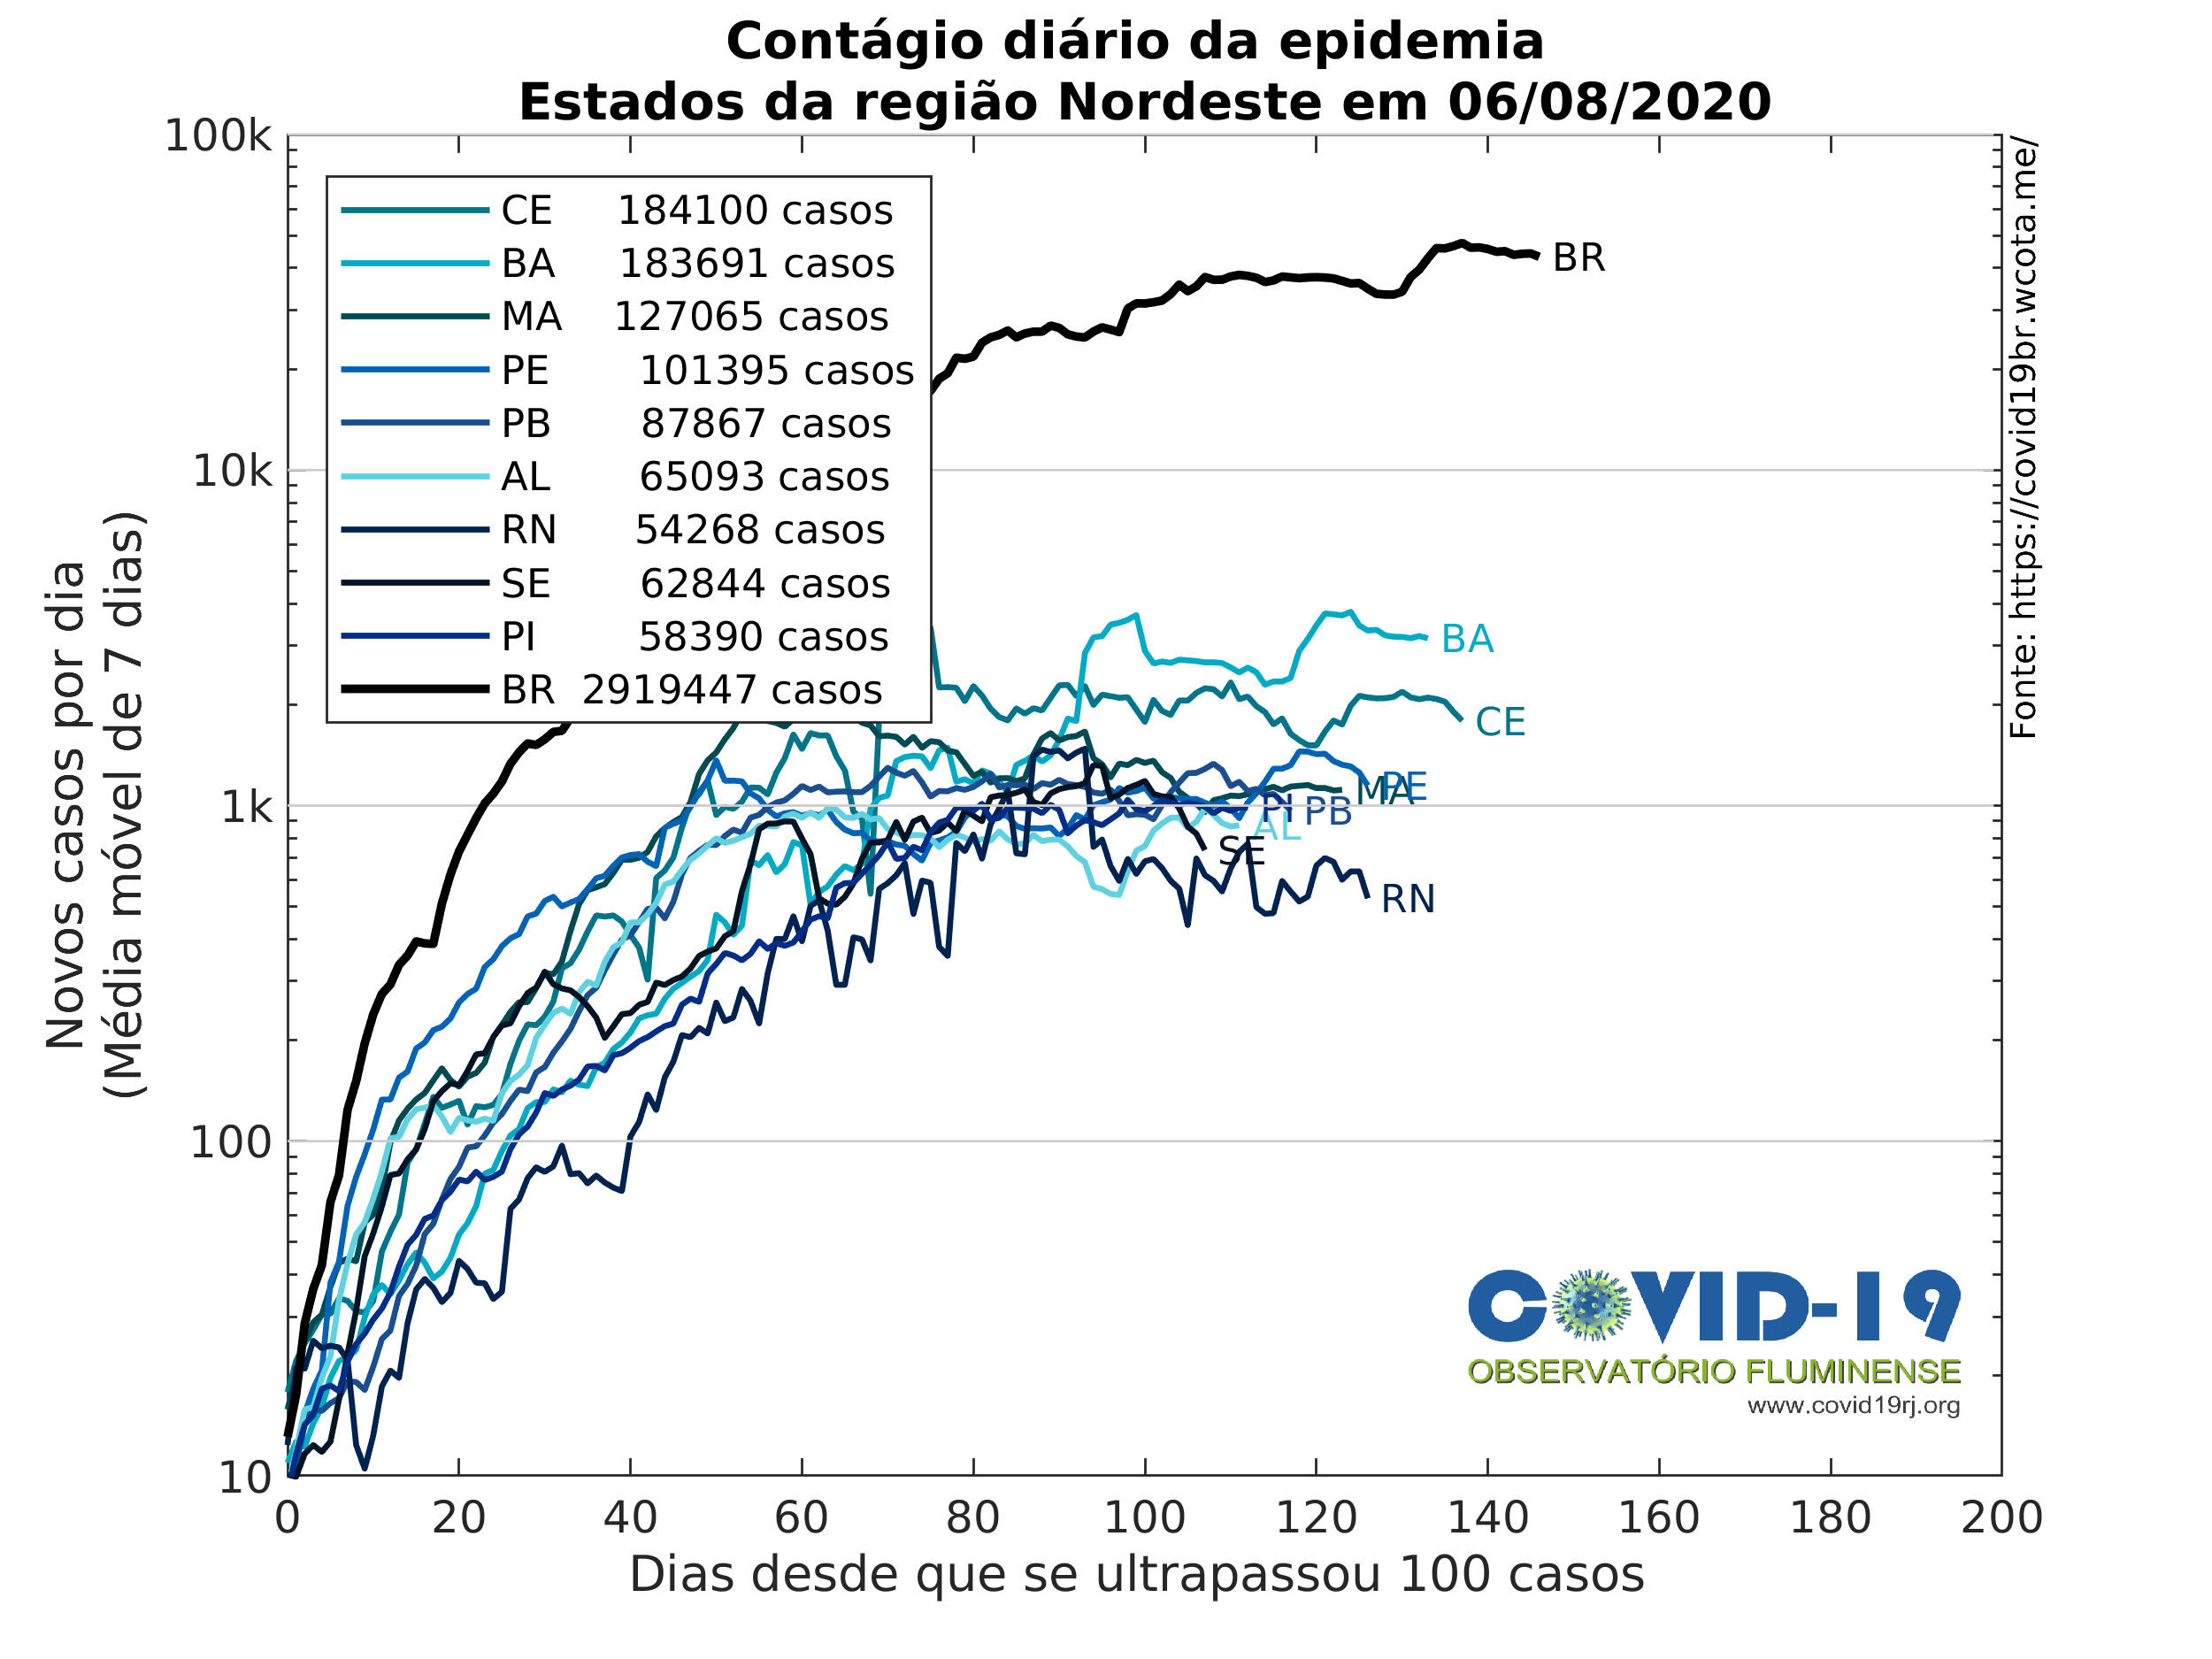 Contágio diário da epidemia
Estados da região Nordeste em 06/08/2020
100k
10k
1k
100
10
Novos casos por dia
(Média móvel de 7 dias)
CE 184100 casos
BA 183691 casos
MA 127065 casos
PE 101395 casos
PB 87867 casos
AL 65093 casos
RN 54268 casos
SE 62844 casos
PI 58390 casos
BR 2919447 casos
BR
BA
CE
MA
PE
PI
PB
AL
SE
RN
Fonte: https://covid19br.wcota.me/
COVID-19
OBSERVATÓRIO FLUMINENSE
www.covid19rj.org
0 20 40 60 80 100 120 140 160 180 200
Dias desde que se ultrapassou 100 casos